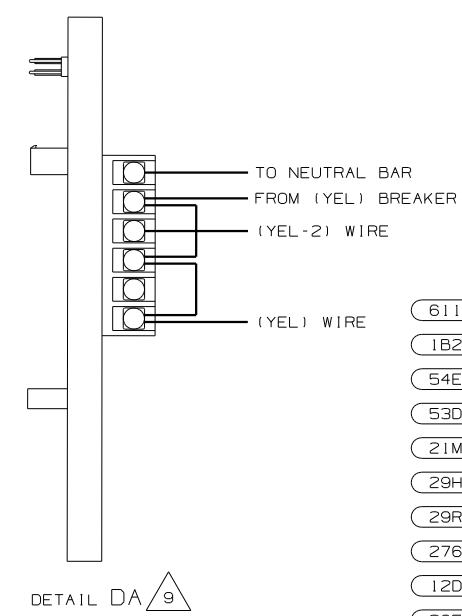 TO NEUTRAL BAR
FROM (YEL) BREAKER
(YEL-2) WIRE
(YEL) WIRE
611
1B2
54E
53D
21M
29H
29R
276
12D
DETAIL DA 9